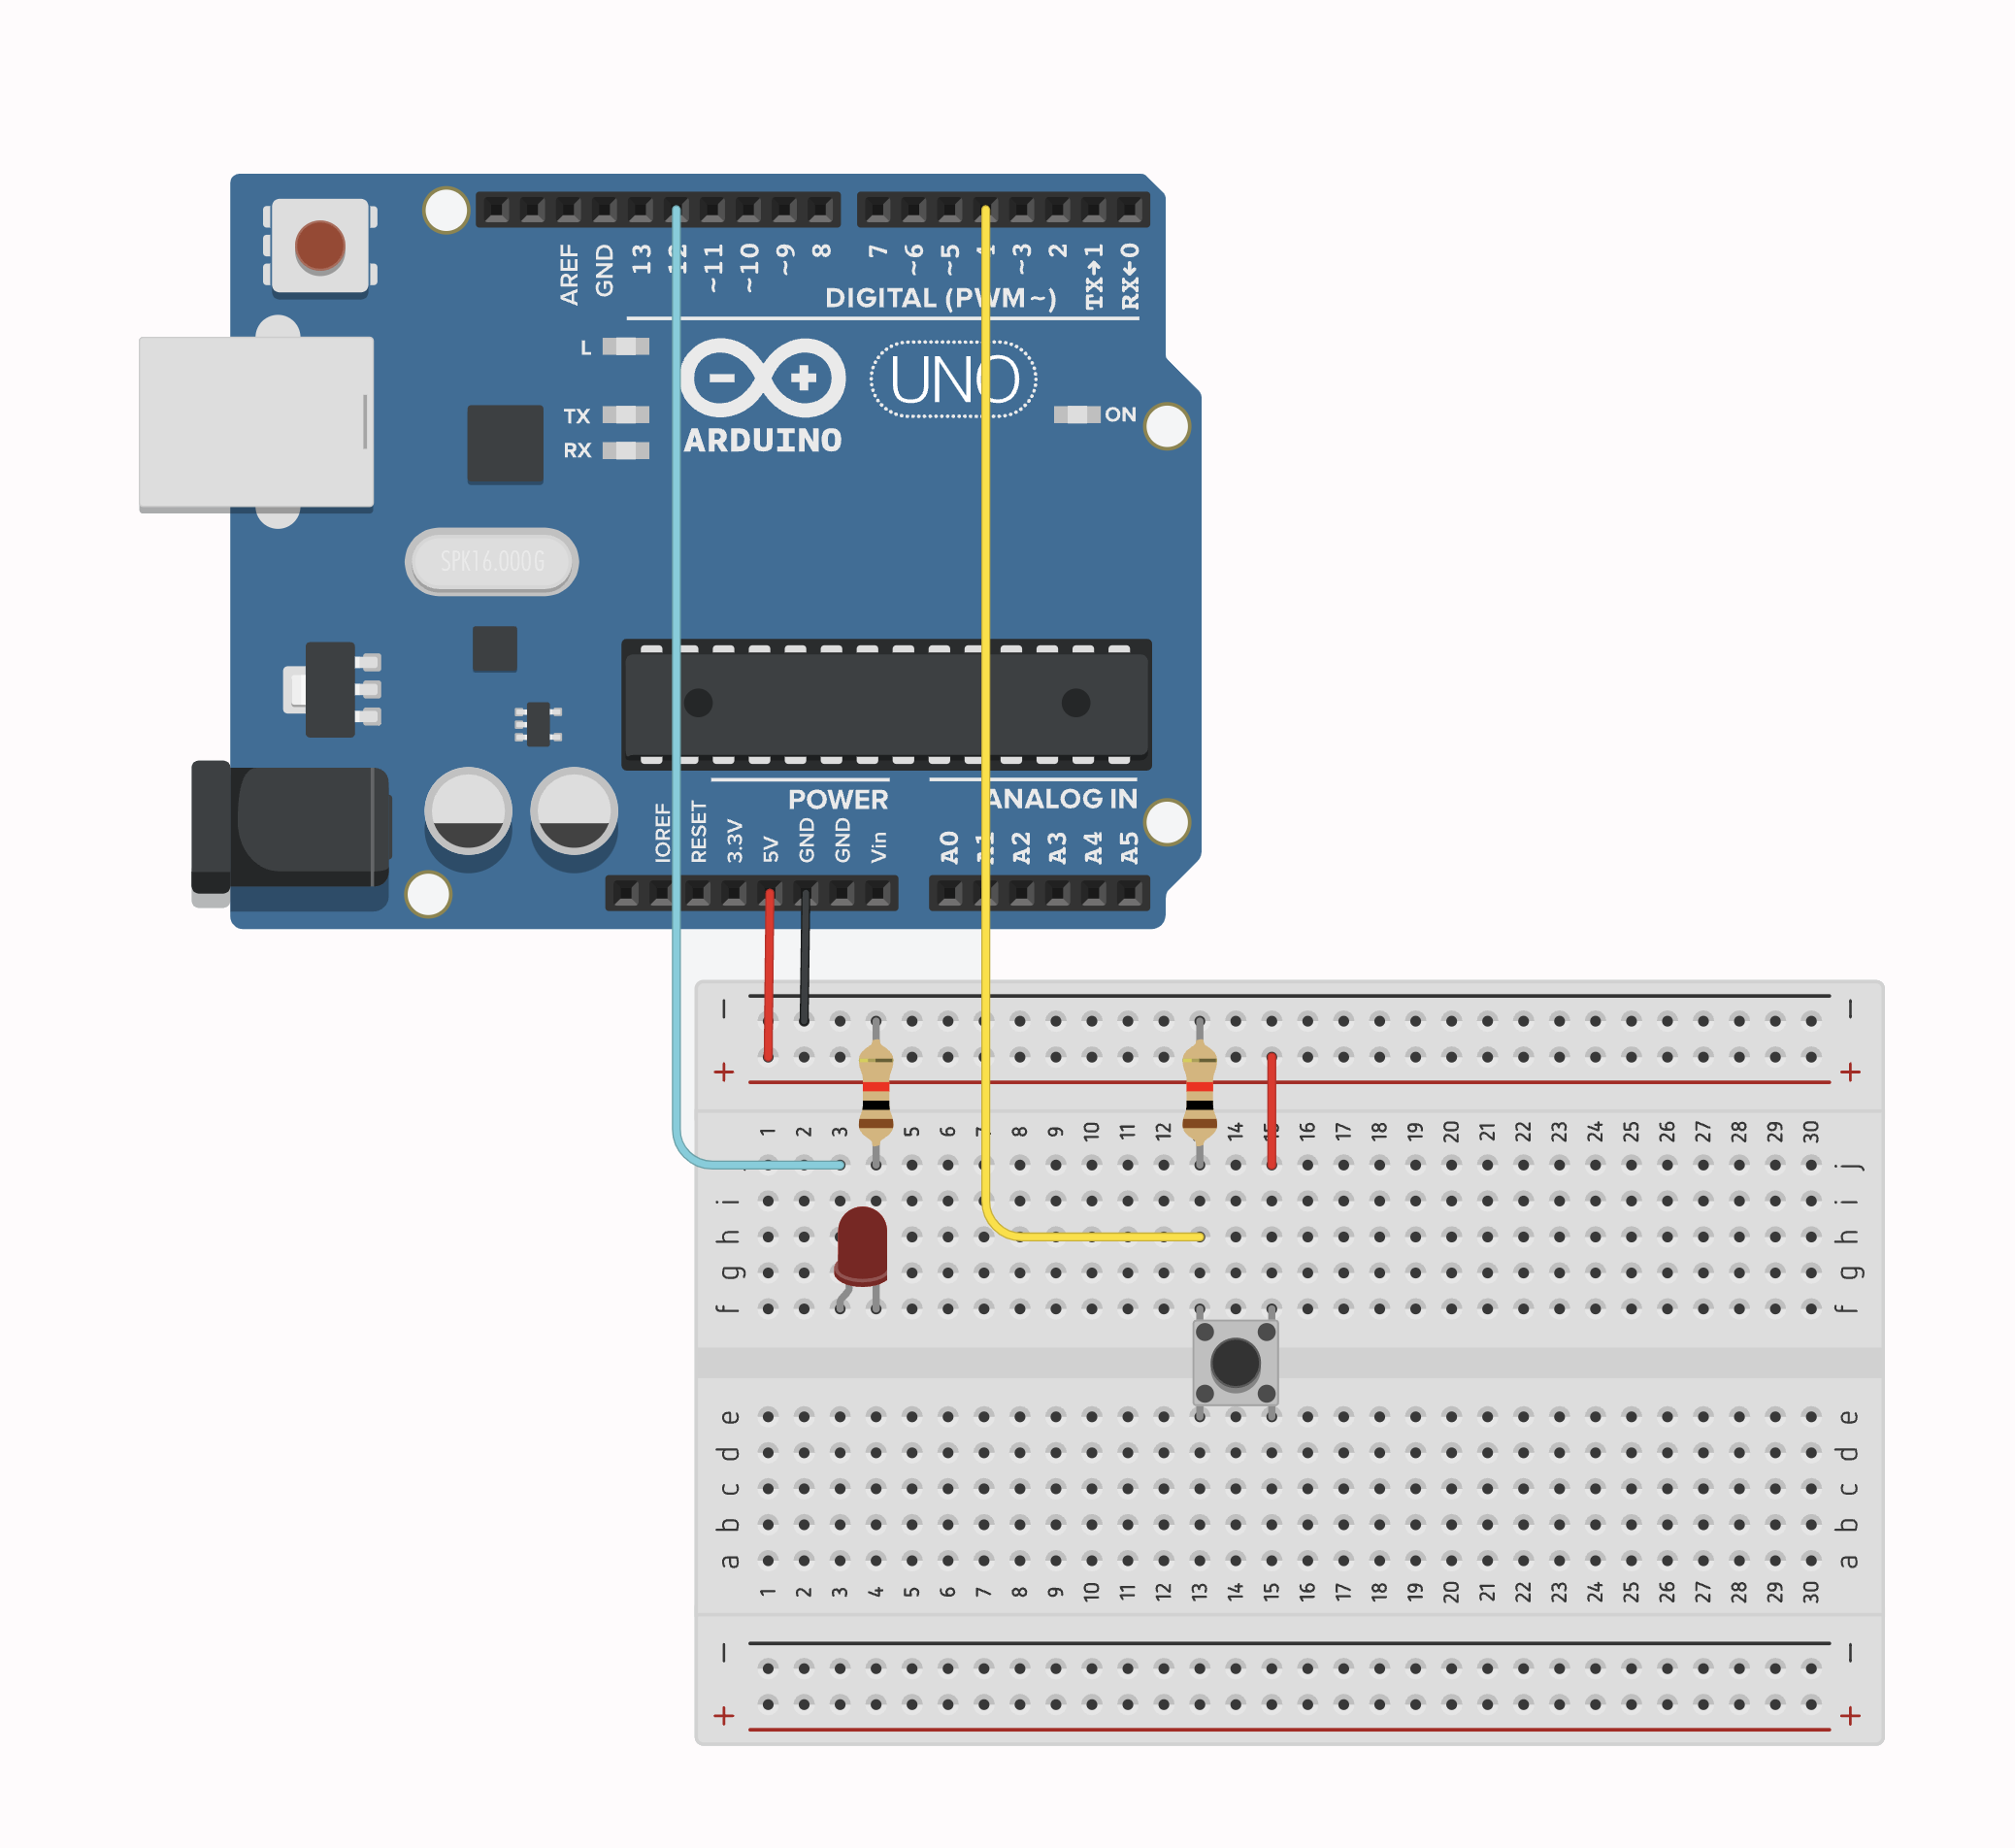 AREF GND 13 12 ~11 ~10 ~9 8 7 ~6 ~5 4 ~3 2 TX→1 RX←0
DIGITAL (PWM~)
L
UNO
TX
ON
RX
ARDUINO
SPK16.000G
POWER
ANALOG IN
IOREF RESET 3.3V 5V GND GND Vin A0 A1 A2 A3 A4 A5
− −
+ +
1 2 3 5 6 7 8 9 10 11 12 14 15 16 17 18 19 20 21 22 23 24 25 26 27 28 29 30
j
i i
h h
g g
f f
e e
d d
c c
b b
a a
1 2 3 4 5 6 7 8 9 10 11 12 13 14 15 16 17 18 19 20 21 22 23 24 25 26 27 28 29 30
− −
+ +